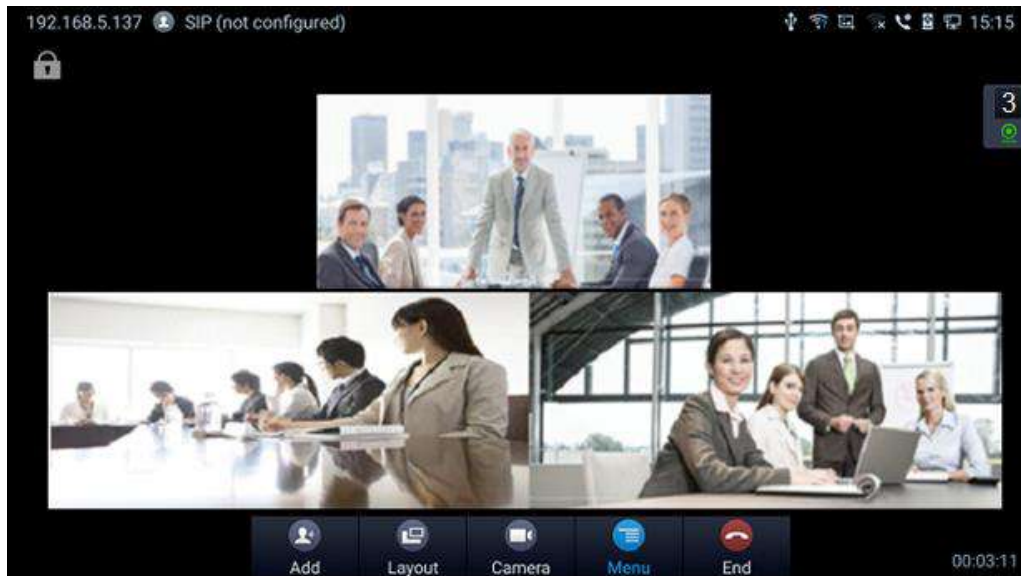 192.168.5.137 SIP (not configured) 15:15
3
Add Layout Camera Menu End
00:03:11